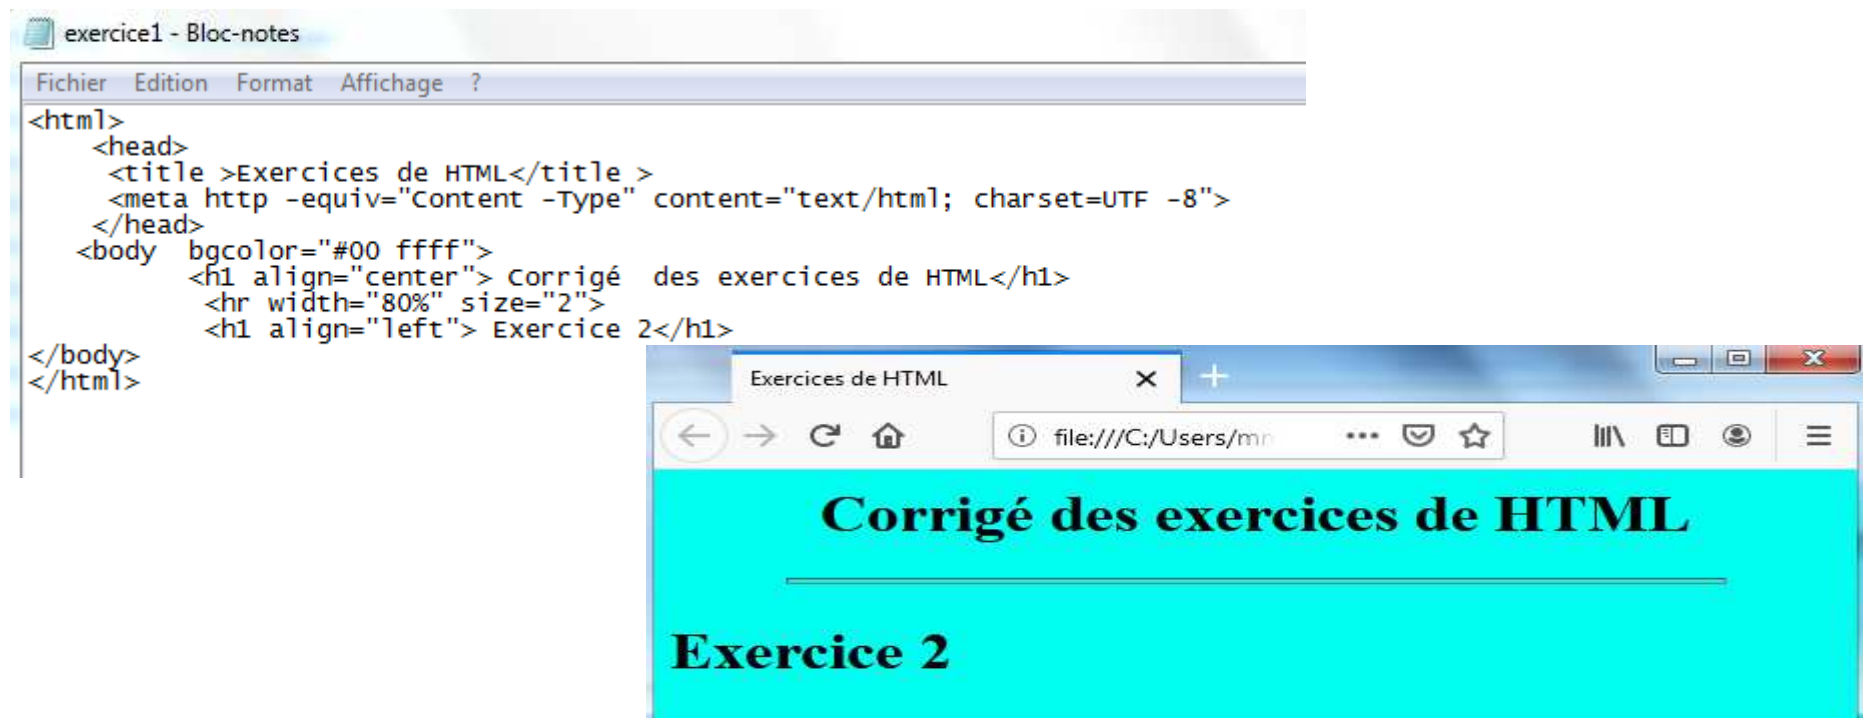 exercice1 - Bloc-notes
Fichier Edition Format Affichage ?
<html>
<head>
<title >Exercices de HTML</title >
<meta http -equiv="Content -Type" content="text/html; charset=UTF -8">
</head>
<body  bgcolor="#00 ffff">
<h1 align="center"> Corrigé  des exercices de HTML</h1>
<hr width="80%" size="2">
<h1 align="left"> Exercice 2</h1>
</body>
</html>
Exercices de HTML
file:///C:/Users/
Corrigé des exercices de HTML
Exercice 2